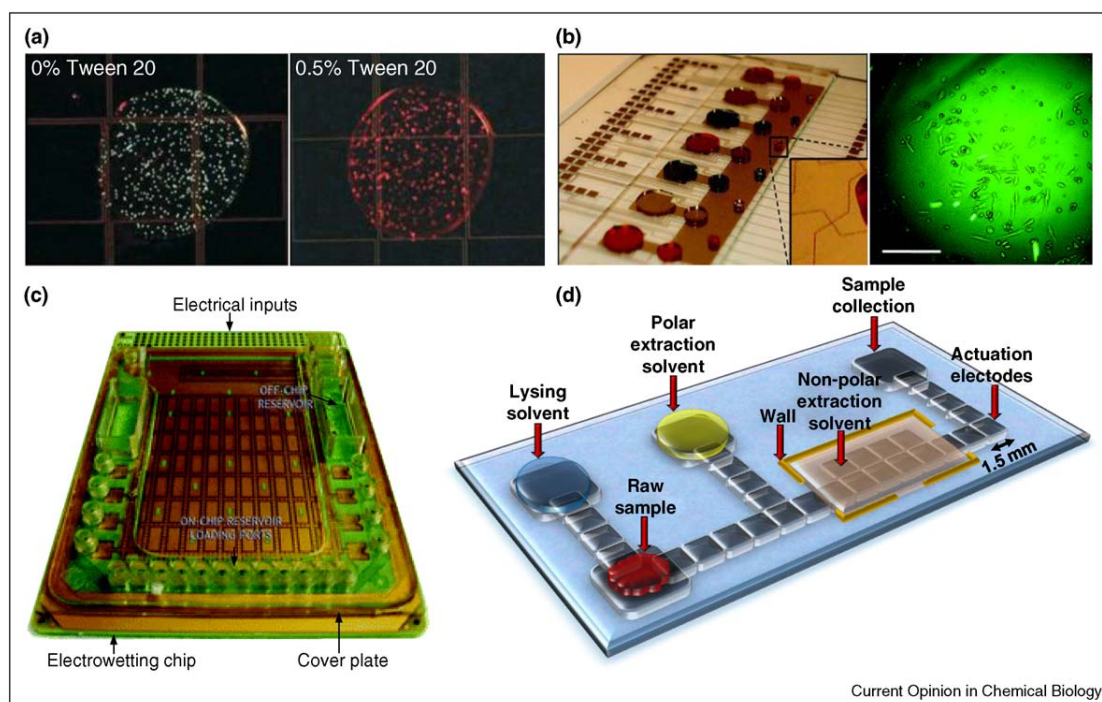 (a)
0% Tween 20
0.5% Tween 20
(b)
(c)
Electrical inputs
OFF-CHIP
RESERVOIR
ON-CHIP RESERVOIR
LOADING PORTS
Electrowetting chip
Cover plate
(d)
Sample
collection
Polar
extraction
solvent
Actuation
electodes
Non-polar
extraction
solvent
Lysing
solvent
Wall
1.5 mm
Raw
sample
Current Opinion in Chemical Biology